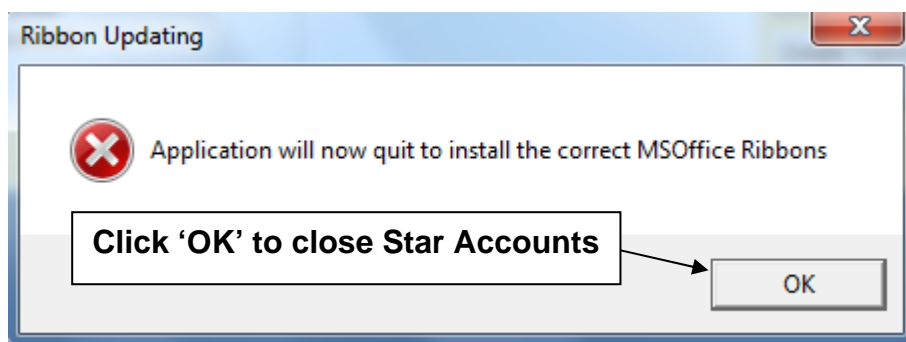 Ribbon Updating
Application will now quit to install the correct MSOffice Ribbons
Click ‘OK’ to close Star Accounts
OK